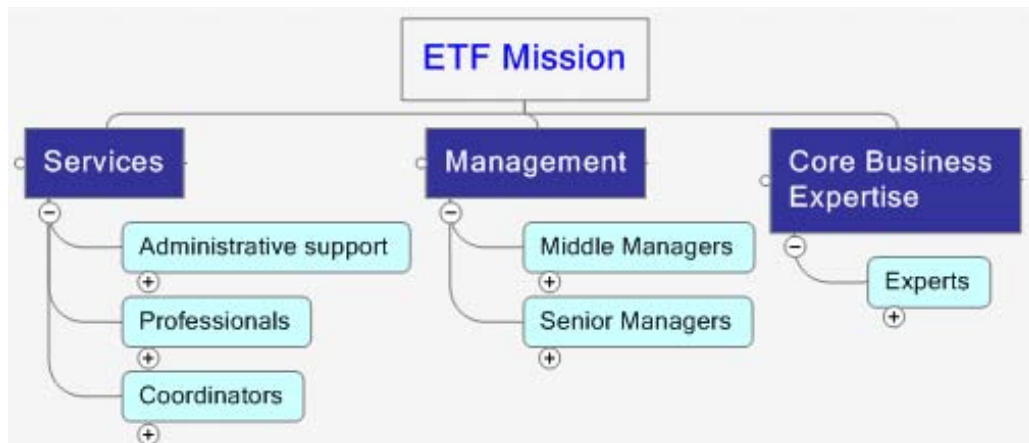 ETF Mission
Services
Management
Core Business
Expertise
Administrative support
Professionals
Coordinators
Middle Managers
Senior Managers
Experts